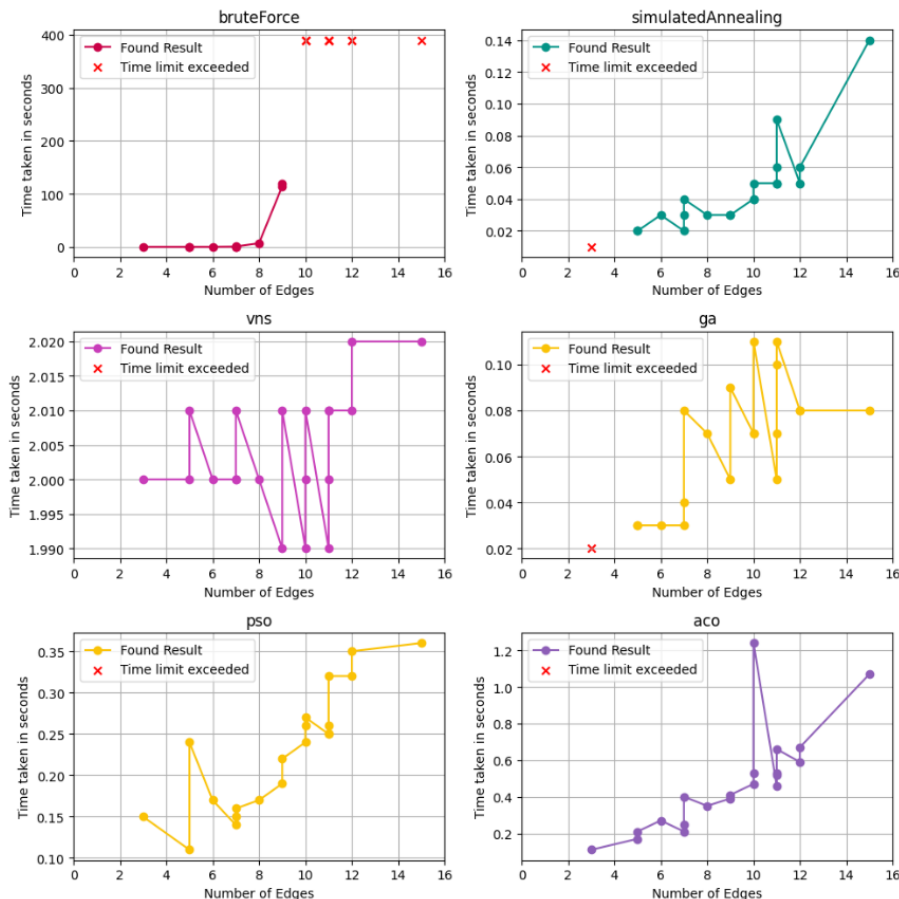 bruteForce
Found Result
Time limit exceeded
Time taken in seconds
400
300
200
100
0
0 2 4 6 8 10 12 14 16
Number of Edges
simulatedAnnealing
Found Result
Time limit exceeded
Time taken in seconds
0.14
0.12
0.10
0.08
0.06
0.04
0.02
0 2 4 6 8 10 12 14 16
Number of Edges
vns
Found Result
Time limit exceeded
Time taken in seconds
2.020
2.015
2.010
2.005
2.000
1.995
1.990
0 2 4 6 8 10 12 14 16
Number of Edges
ga
Found Result
Time limit exceeded
Time taken in seconds
0.10
0.08
0.06
0.04
0.02
0 2 4 6 8 10 12 14 16
Number of Edges
pso
Found Result
Time limit exceeded
Time taken in seconds
0.35
0.30
0.25
0.20
0.15
0.10
0 2 4 6 8 10 12 14 16
Number of Edges
aco
Found Result
Time limit exceeded
Time taken in seconds
1.2
1.0
0.8
0.6
0.4
0.2
0 2 4 6 8 10 12 14 16
Number of Edges